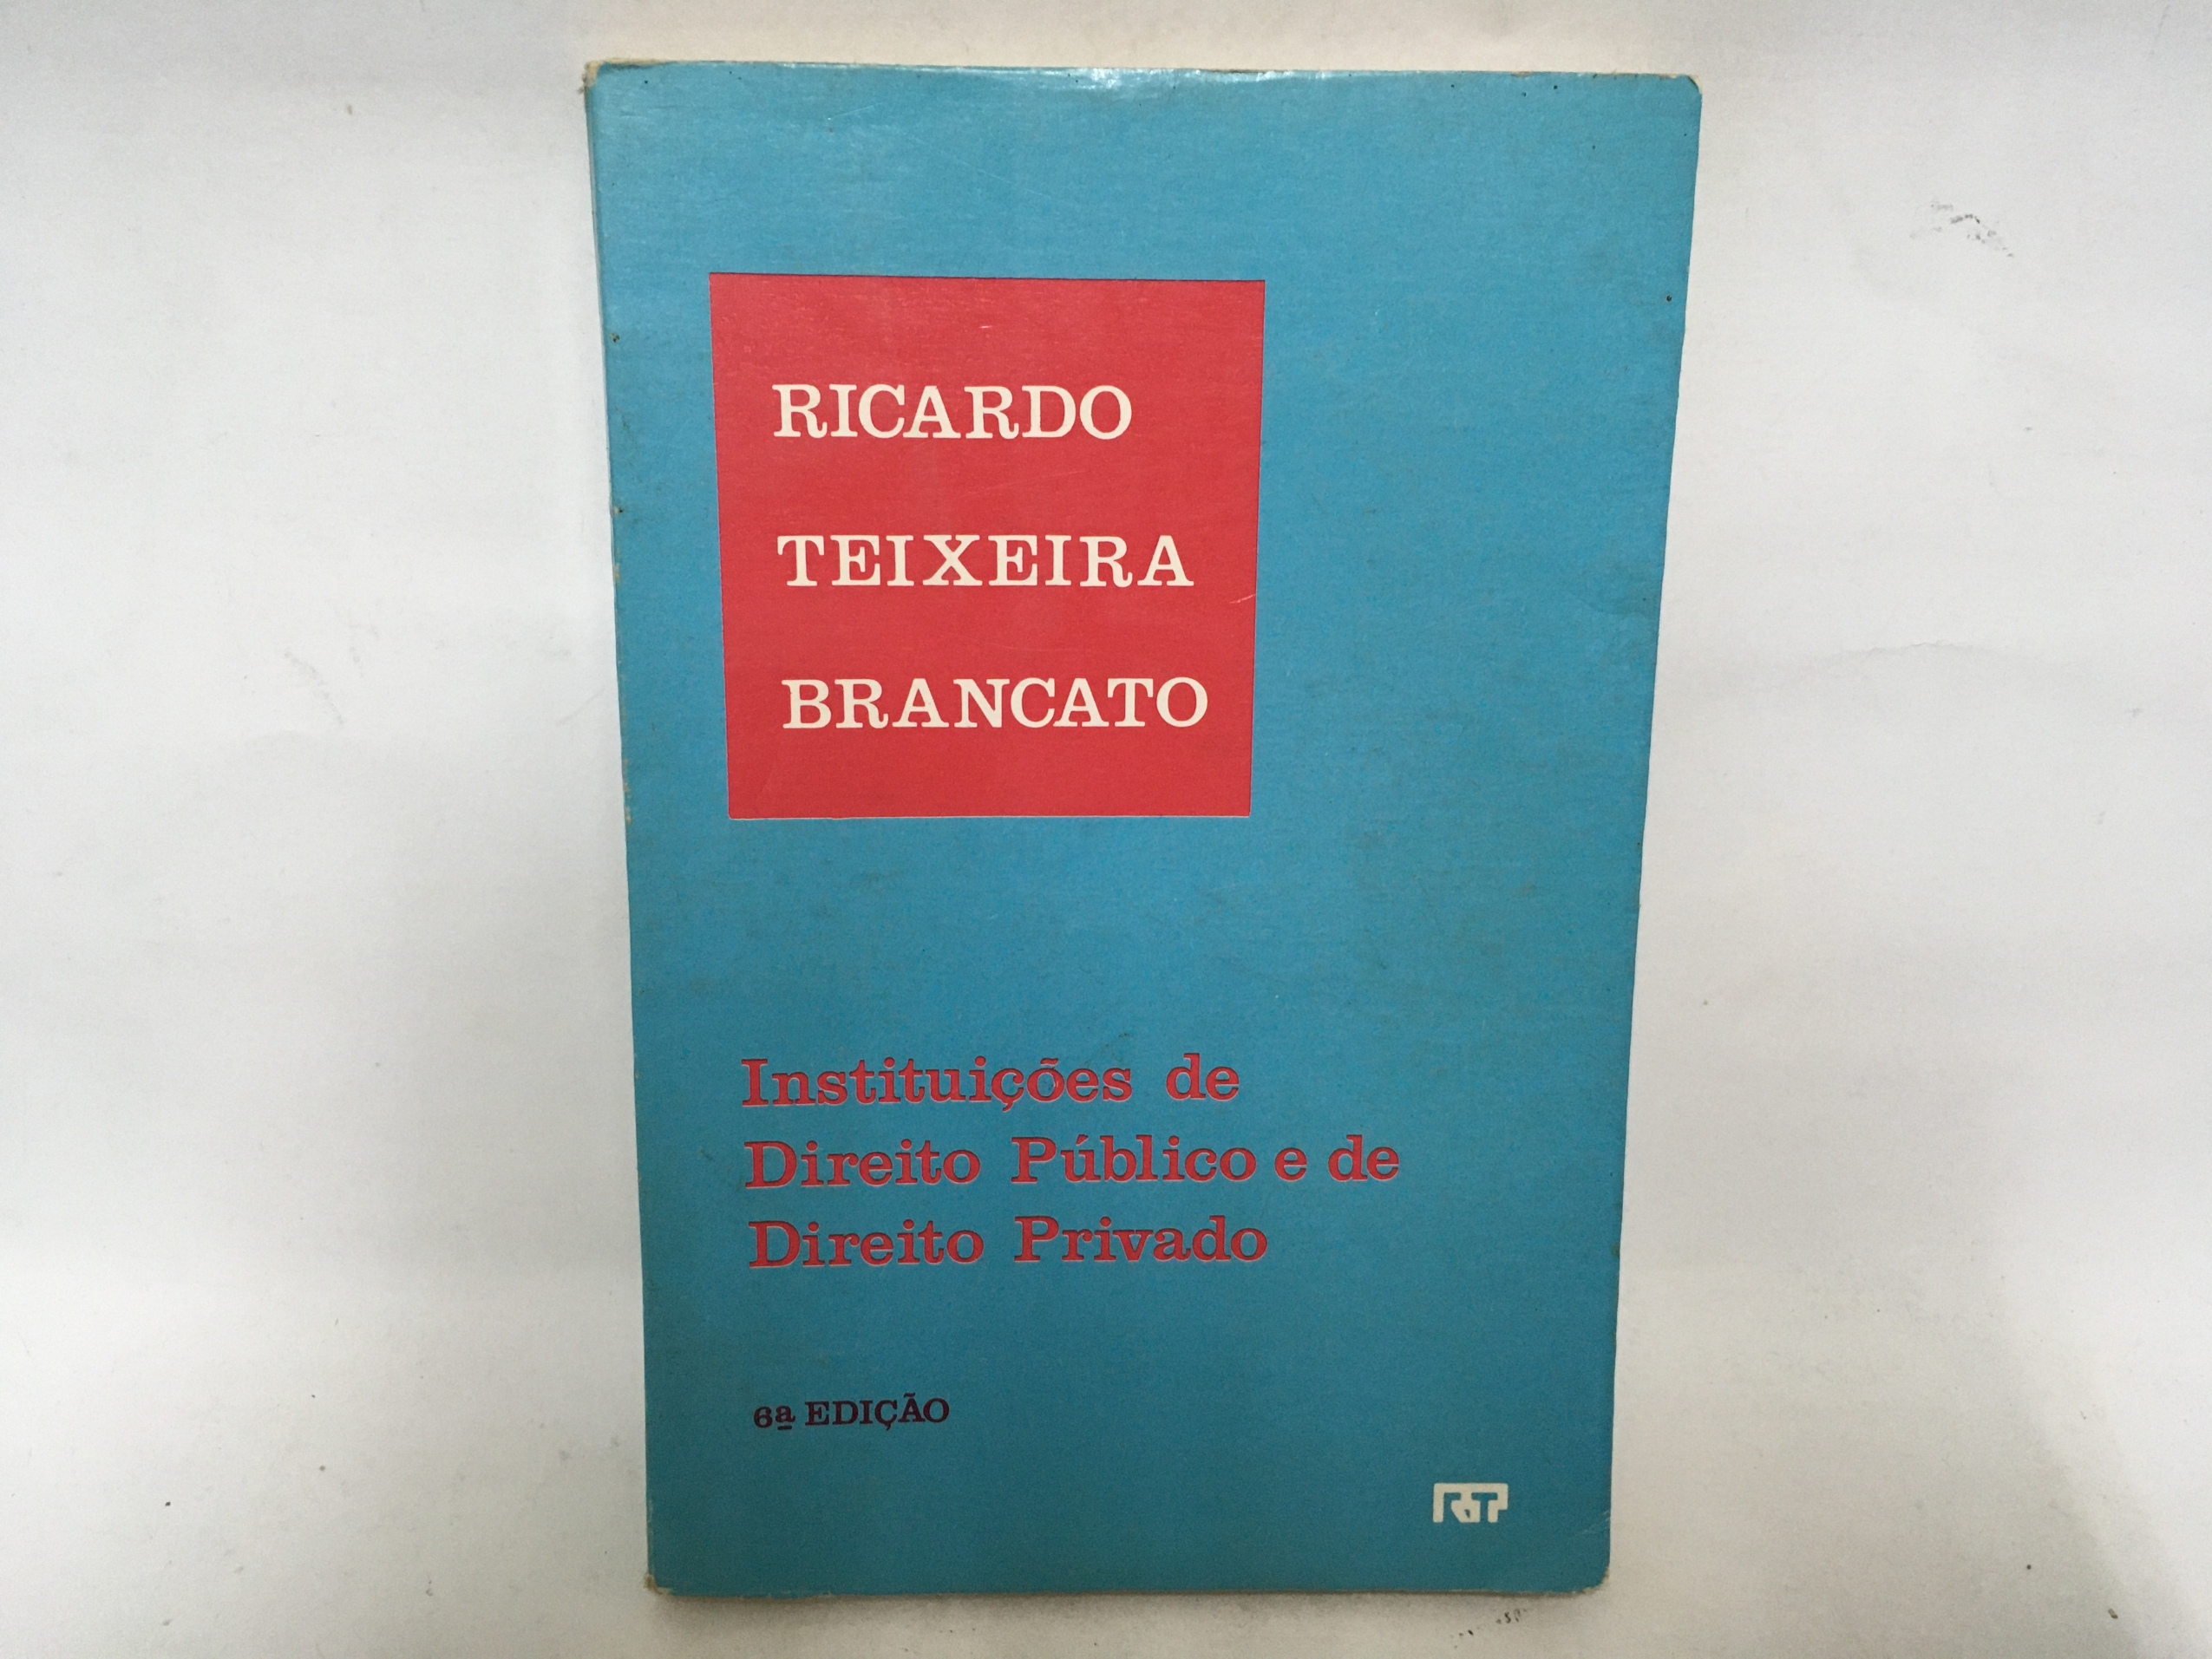 RICARDO
TEIXEIRA
BRANCATO
Instituições de
Direito Público e de
Direito Privado
6ª EDIÇÃO
RT